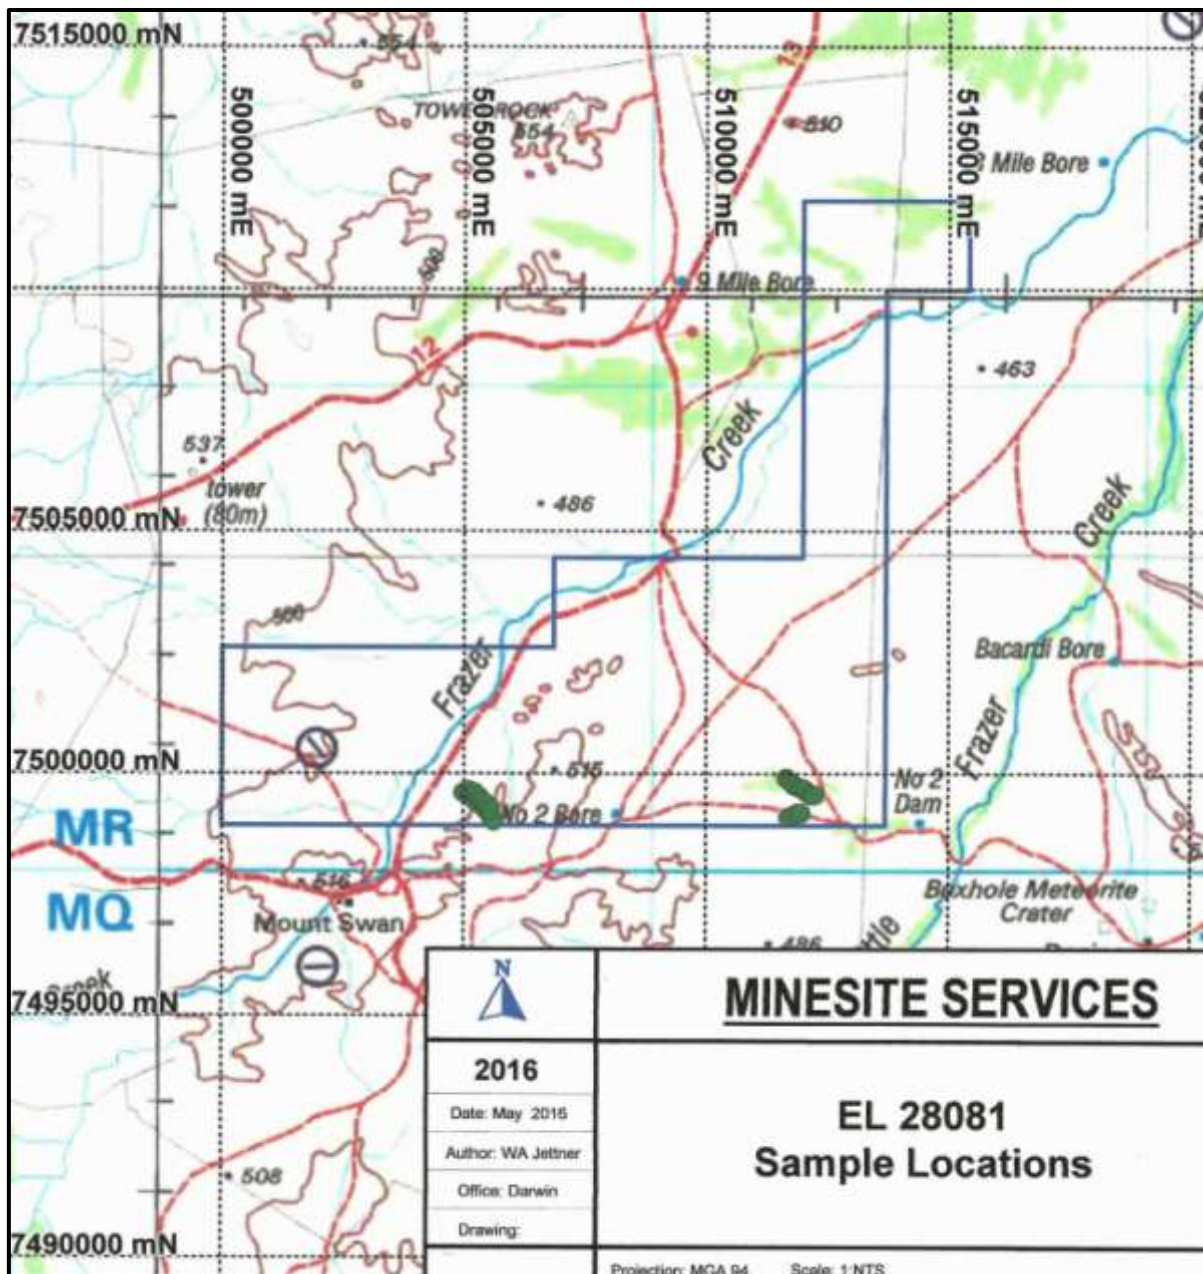 7515000 mN
554
13
TOWER ROCK
554
510
500000 mE
505000 mE
510000 mE
515000 mE
Mile Bore
500
9 Mile Bore
12
463
537
tower
(80m)
Creek
Creek
486
7505000 mN
500
Bacardi Bore
Frazer
Frazer
7500000 mN
515
No 2
Dam
No 2 Bore
MR
516
Boxhole Meteorite
Crater
MQ
Mount Swan
486
Creek
7495000 mN
N
MINESITE SERVICES
2016
Date: May 2016
Author: WA Jettner
EL 28081
Sample Locations
508
Office: Darwin
Drawing:
7490000 mN
Projection: MGA 94 Scale: 1:NTS